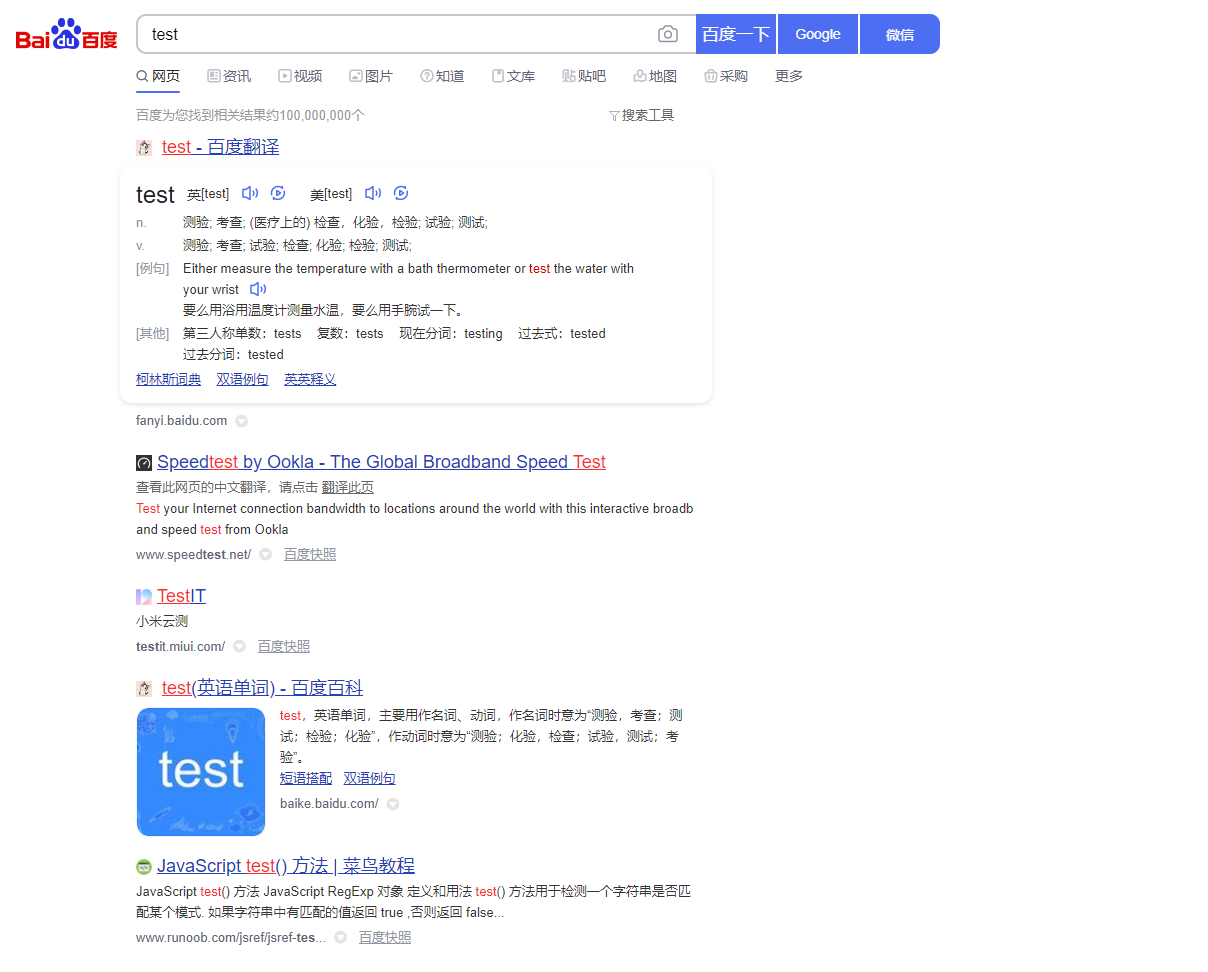 Bai du 百度 test 百度一下 Google 微信
网页 资讯 视频 图片 知道 文库 贴吧 地图 采购 更多
百度为您找到相关结果约100,000,000个 搜索工具
test - 百度翻译
test 英[test] 美[test]
n. 测验; 考查; (医疗上的) 检查，化验，检验; 试验; 测试;
v. 测验; 考查; 试验; 检查; 化验; 检验; 测试;
[例句] Either measure the temperature with a bath thermometer or test the water with
your wrist
要么用浴用温度计测量水温，要么用手腕试一下。
[其他] 第三人称单数：tests 复数：tests 现在分词：testing 过去式：tested
过去分词：tested
柯林斯词典 双语例句 英英释义
fanyi.baidu.com
Speedtest by Ookla - The Global Broadband Speed Test
查看此网页的中文翻译，请点击 翻译此页
Test your Internet connection bandwidth to locations around the world with this interactive broadb
and speed test from Ookla
www.speedtest.net/ 百度快照
TestIT
小米云测
testit.miui.com/ 百度快照
test(英语单词) - 百度百科
test
test，英语单词，主要用作名词、动词，作名词时意为“测验，考查；测
试；检验；化验”，作动词时意为“测验；化验，检查；试验，测试；考
验”。
短语搭配 双语例句
baike.baidu.com/
JavaScript test() 方法 | 菜鸟教程
JavaScript test() 方法 JavaScript RegExp 对象 定义和用法 test() 方法用于检测一个字符串是否匹
配某个模式. 如果字符串中有匹配的值返回 true ,否则返回 false...
www.runoob.com/jsref/jsref-tes... 百度快照